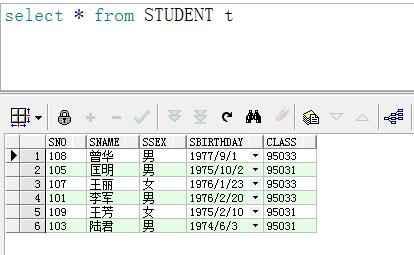 select * from STUDENT t
SNO SNAME SSEX SBIRTHDAY CLASS
1 108 曾华 男 1977/9/1 95033
2 105 匡明 男 1975/10/2 95031
3 107 王丽 女 1976/1/23 95033
4 101 李军 男 1976/2/20 95033
5 109 王芳 女 1975/2/10 95031
6 103 陆君 男 1974/6/3 95031